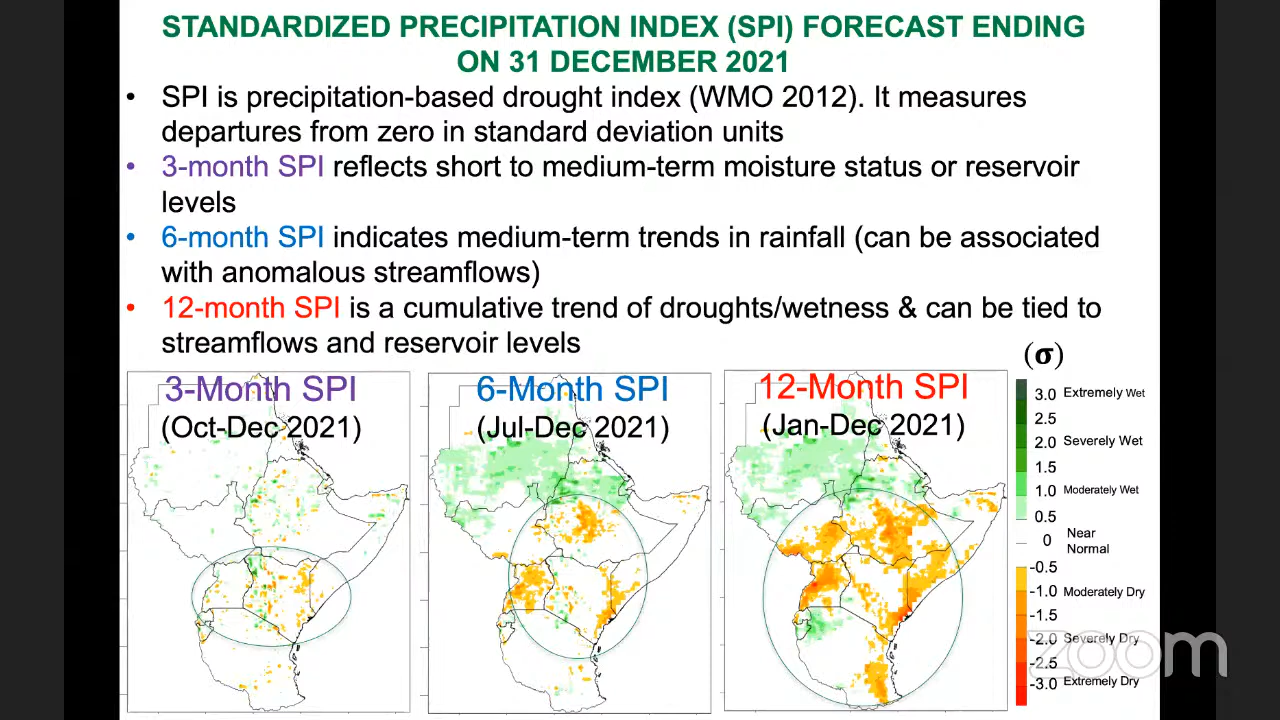 STANDARDIZED PRECIPITATION INDEX (SPI) FORECAST ENDING
ON 31 DECEMBER 2021
• SPI is precipitation-based drought index (WMO 2012). It measures
departures from zero in standard deviation units
• 3-month SPI reflects short to medium-term moisture status or reservoir
levels
• 6-month SPI indicates medium-term trends in rainfall (can be associated
with anomalous streamflows)
• 12-month SPI is a cumulative trend of droughts/wetness & can be tied to
streamflows and reservoir levels
3-Month SPI
(Oct-Dec 2021)
6-Month SPI
(Jul-Dec 2021)
12-Month SPI
(Jan-Dec 2021)
(σ)
3.0 Extremely Wet
2.5
2.0 Severely Wet
1.5
1.0 Moderately Wet
0.5
0 Near
Normal
-0.5
-1.0 Moderately Dry
-1.5
-2.0 Severely Dry
-2.5
-3.0 Extremely Dry
zoom